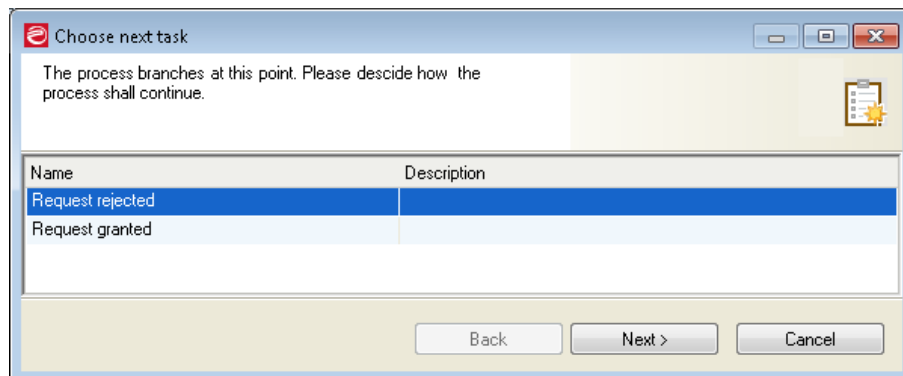 Choose next task
The process branches at this point. Please descide how the
process shall continue.
Name Description
Request rejected
Request granted
Back Next > Cancel